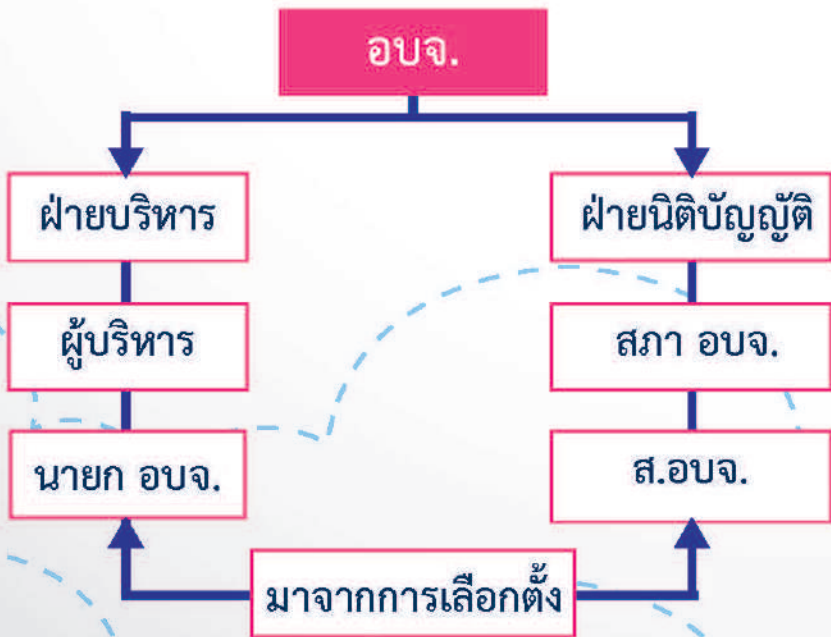 อบจ.
ฝ่ายบริหาร
ฝ่ายนิติบัญญัติ
ผู้บริหาร
สภา อบจ.
นายก อบจ.
ส.อบจ.
มาจากการเลือกตั้ง